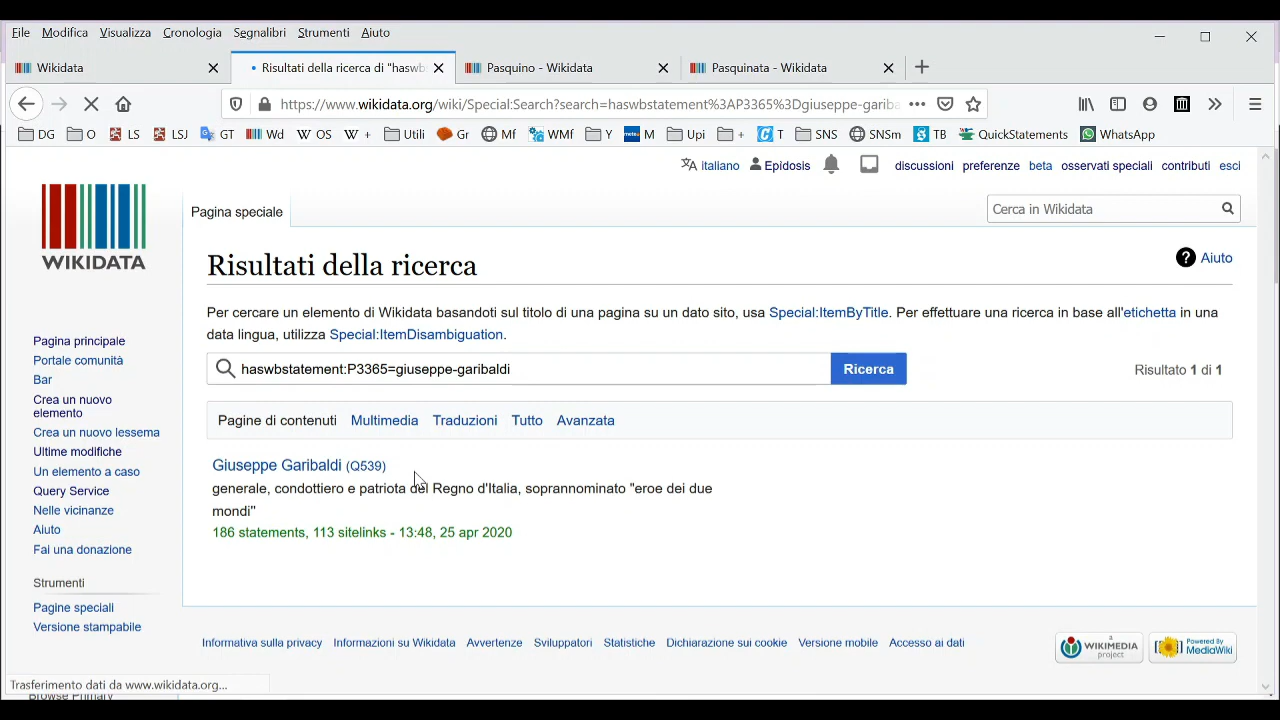 File Modifica Visualizza Cronologia Segnalibri Strumenti Aiuto
Wikidata
Risultati della ricerca di "haswb
Pasquino - Wikidata
Pasquinata - Wikidata
https://www.wikidata.org/wiki/Special:Search?search=haswbstatement%3AP3365%3Dgiuseppe-garib
DG O LS LSJ GT Wd OS + Utili Gr Mf WMf Y M Upi + T SNS SNSm TB QuickStatements WhatsApp
italiano Epidosis discussioni preferenze beta osservati speciali contributi esci
WIKIDATA
Pagina speciale
Cerca in Wikidata
Risultati della ricerca
Aiuto
Per cercare un elemento di Wikidata basandoti sul titolo di una pagina su un dato sito, usa Special:ItemByTitle. Per effettuare una ricerca in base all'etichetta in una
data lingua, utilizza Special:ItemDisambiguation.
haswbstatement:P3365=giuseppe-garibaldi
Ricerca
Risultato 1 di 1
Pagine di contenuti Multimedia Traduzioni Tutto Avanzata
Giuseppe Garibaldi (Q539)
generale, condottiero e patriota del Regno d'Italia, soprannominato "eroe dei due
mondi"
186 statements, 113 sitelinks - 13:48, 25 apr 2020
Pagina principale
Portale comunità
Bar
Crea un nuovo
elemento
Crea un nuovo lessema
Ultime modifiche
Un elemento a caso
Query Service
Nelle vicinanze
Aiuto
Fai una donazione
Strumenti
Pagine speciali
Versione stampabile
Informativa sulla privacy Informazioni su Wikidata Avvertenze Sviluppatori Statistiche Dichiarazione sui cookie Versione mobile Accesso ai dati
a
WIKIMEDIA
project
Powered By
MediaWiki
Trasferimento dati da www.wikidata.org...
Browse Primary